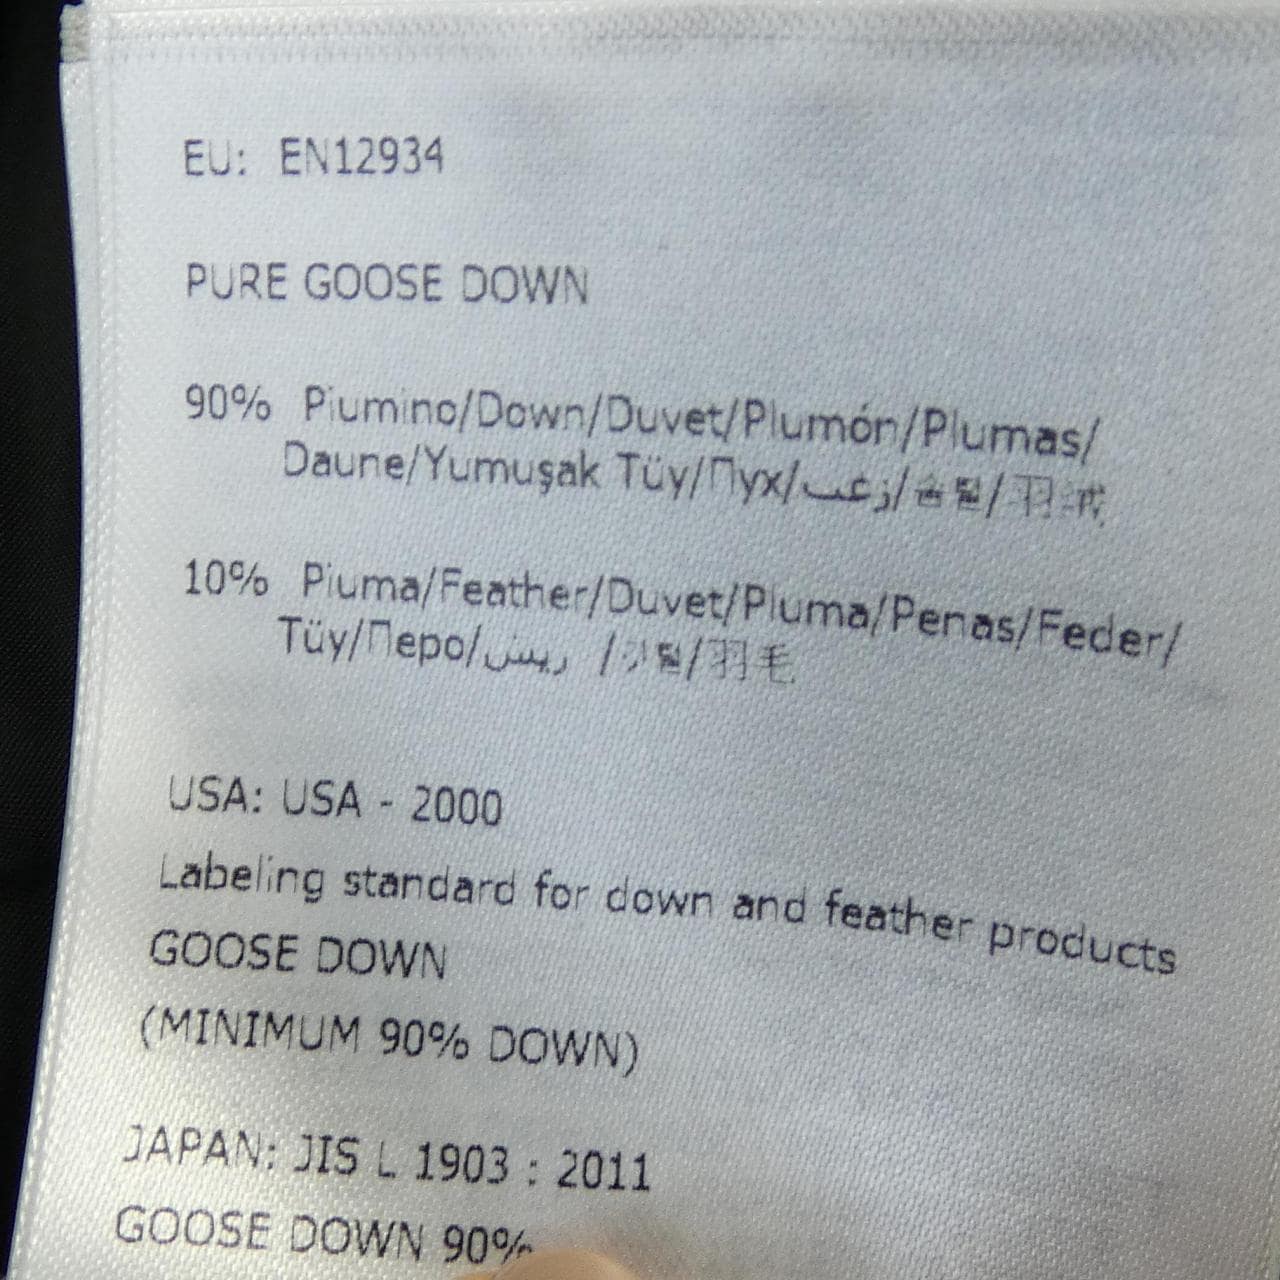 EU: EN12934
PURE GOOSE DOWN
90% Piumino/Down/Duvet/Plumón/Plumas/
Daune/Yumuşak Tüy/Пух/زغب/솜털/羽绒
10% Piuma/Feather/Duvet/Pluma/Penas/Feder/
Tüy/Перо/ريش /깃털/羽毛
USA: USA - 2000
Labeling standard for down and feather products
GOOSE DOWN
(MINIMUM 90% DOWN)
JAPAN: JIS L 1903 : 2011
GOOSE DOWN 90%